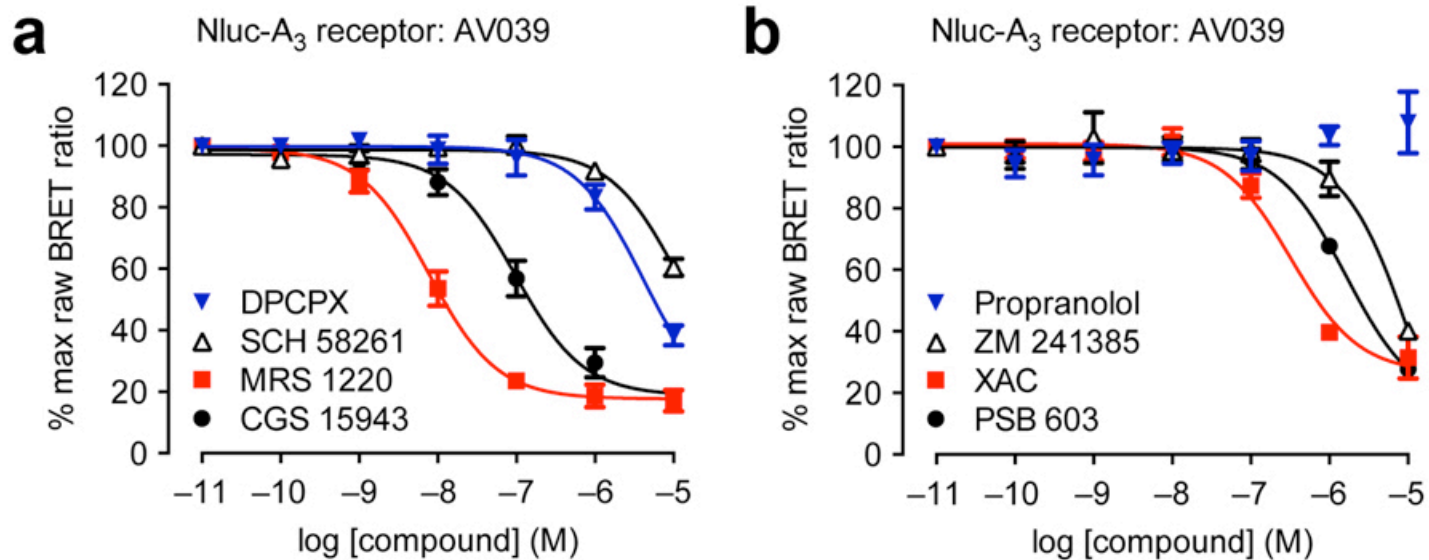 a
Nluc-A₃ receptor: AV039
% max raw BRET ratio
120
100
80
60
40
20
0
DPCPX
SCH 58261
MRS 1220
CGS 15943
–11 –10 –9 –8 –7 –6 –5
log [compound] (M)
b
Nluc-A₃ receptor: AV039
% max raw BRET ratio
120
100
80
60
40
20
0
Propranolol
ZM 241385
XAC
PSB 603
–11 –10 –9 –8 –7 –6 –5
log [compound] (M)